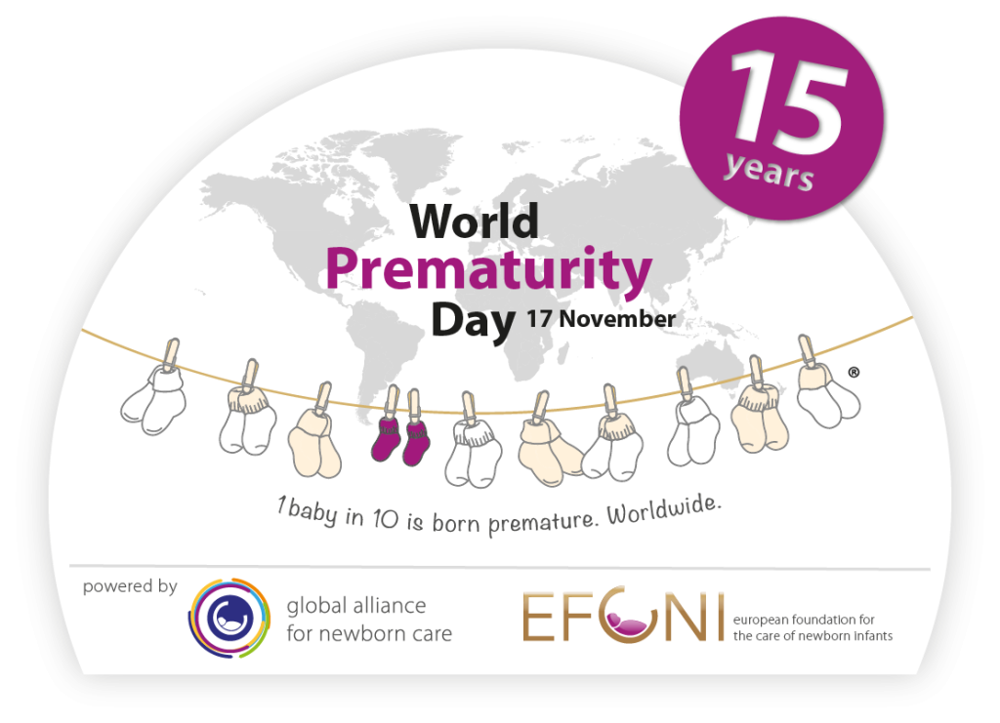 15
years
World
Prematurity
Day 17 November
®
1 baby in 10 is born premature. Worldwide.
powered by
global alliance
for newborn care
EFCNI
european foundation for
the care of newborn infants